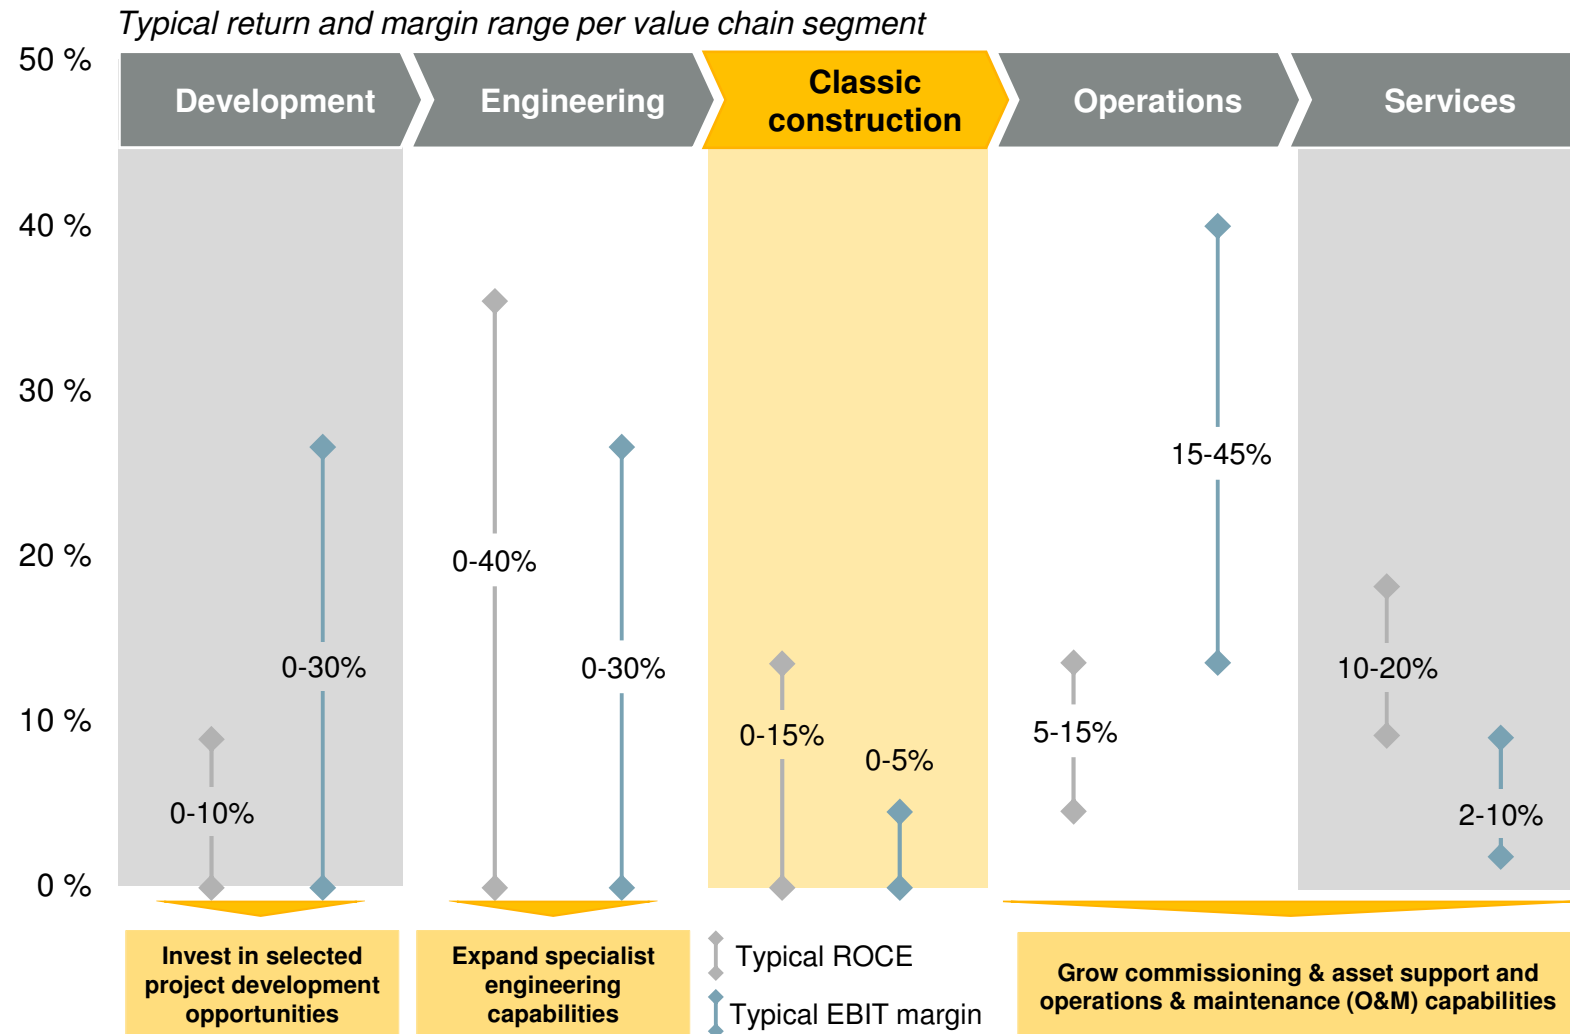 Typical return and margin range per value chain segment
50 %
40 %
30 %
20 %
10 %
0 %
Development
Engineering
Classic
construction
Operations
Services
0-10%
0-30%
0-40%
0-30%
0-15%
0-5%
5-15%
15-45%
10-20%
2-10%
Invest in selected
project development
opportunities
Expand specialist
engineering
capabilities
Typical ROCE
Typical EBIT margin
Grow commissioning & asset support and
operations & maintenance (O&M) capabilities